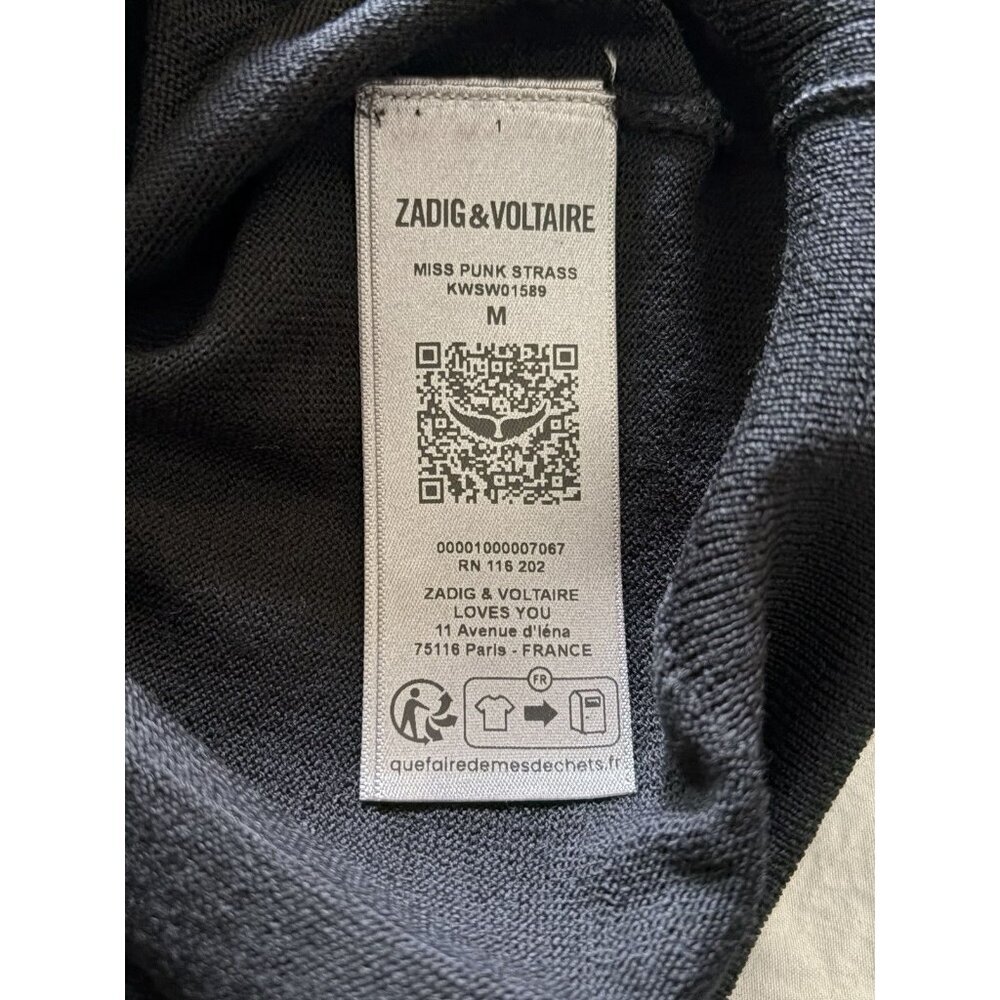 1
ZADIG&VOLTAIRE
MISS PUNK STRASS
KWSW01589
M
00001000007067
RN 116 202
ZADIG & VOLTAIRE
LOVES YOU
11 Avenue d'Iéna
75116 Paris - FRANCE
FR
quefairedemesdechets.fr